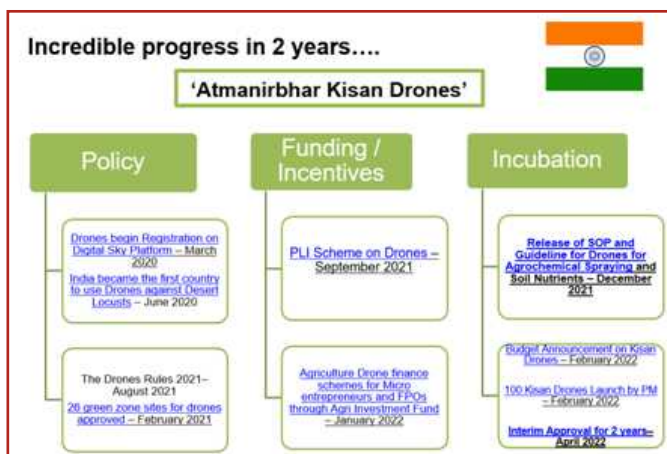 Incredible progress in 2 years....
'Atmanirbhar Kisan Drones'
Policy
Drones begin Registration on
Digital Sky Platform – March
2020
India became the first country
to use Drones against Desert
Locusts – June 2020
The Drones Rules 2021–
August 2021
26 green zone sites for drones
approved – February 2021
Funding /
Incentives
PLI Scheme on Drones –
September 2021
Agriculture Drone finance
schemes for Micro
entrepreneurs and FPOs
through Agri Investment Fund
– January 2022
Incubation
Release of SOP and
Guideline for Drones for
Agrochemical Spraying and
Soil Nutrients – December
2021
Budget Announcement on Kisan
Drones – February 2022
100 Kisan Drones Launch by PM
– February 2022
Interim Approval for 2 years–
April 2022